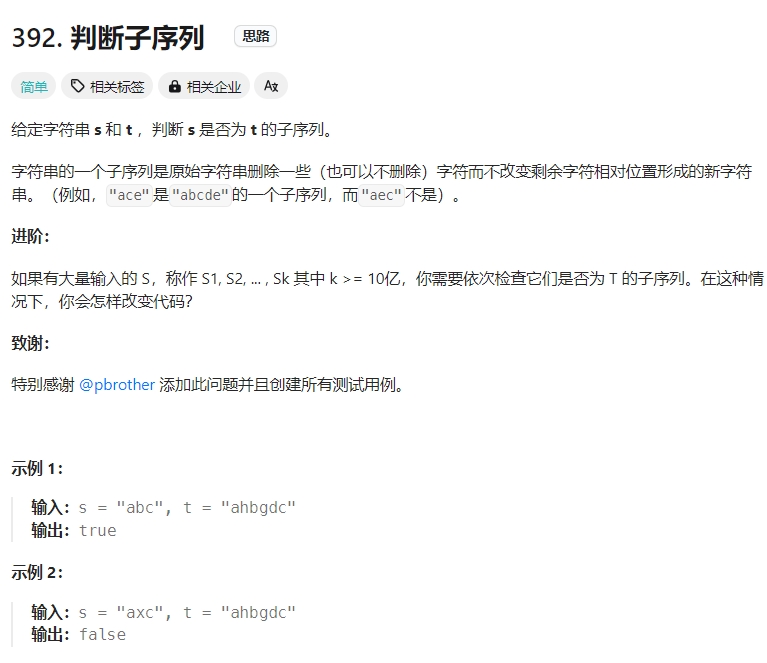 392. 判断子序列 思路
简单 相关标签 相关企业 Ax
给定字符串 s 和 t ，判断 s 是否为 t 的子序列。
字符串的一个子序列是原始字符串删除一些（也可以不删除）字符而不改变剩余字符相对位置形成的新字符
串。（例如，"ace"是"abcde"的一个子序列，而"aec"不是）。
进阶：
如果有大量输入的 S，称作 S1, S2, ... , Sk 其中 k >= 10亿，你需要依次检查它们是否为 T 的子序列。在这种情
况下，你会怎样改变代码？
致谢：
特别感谢 @pbrother 添加此问题并且创建所有测试用例。
示例 1：
输入：s = "abc", t = "ahbgdc"
输出：true
示例 2：
输入：s = "axc", t = "ahbgdc"
输出：false